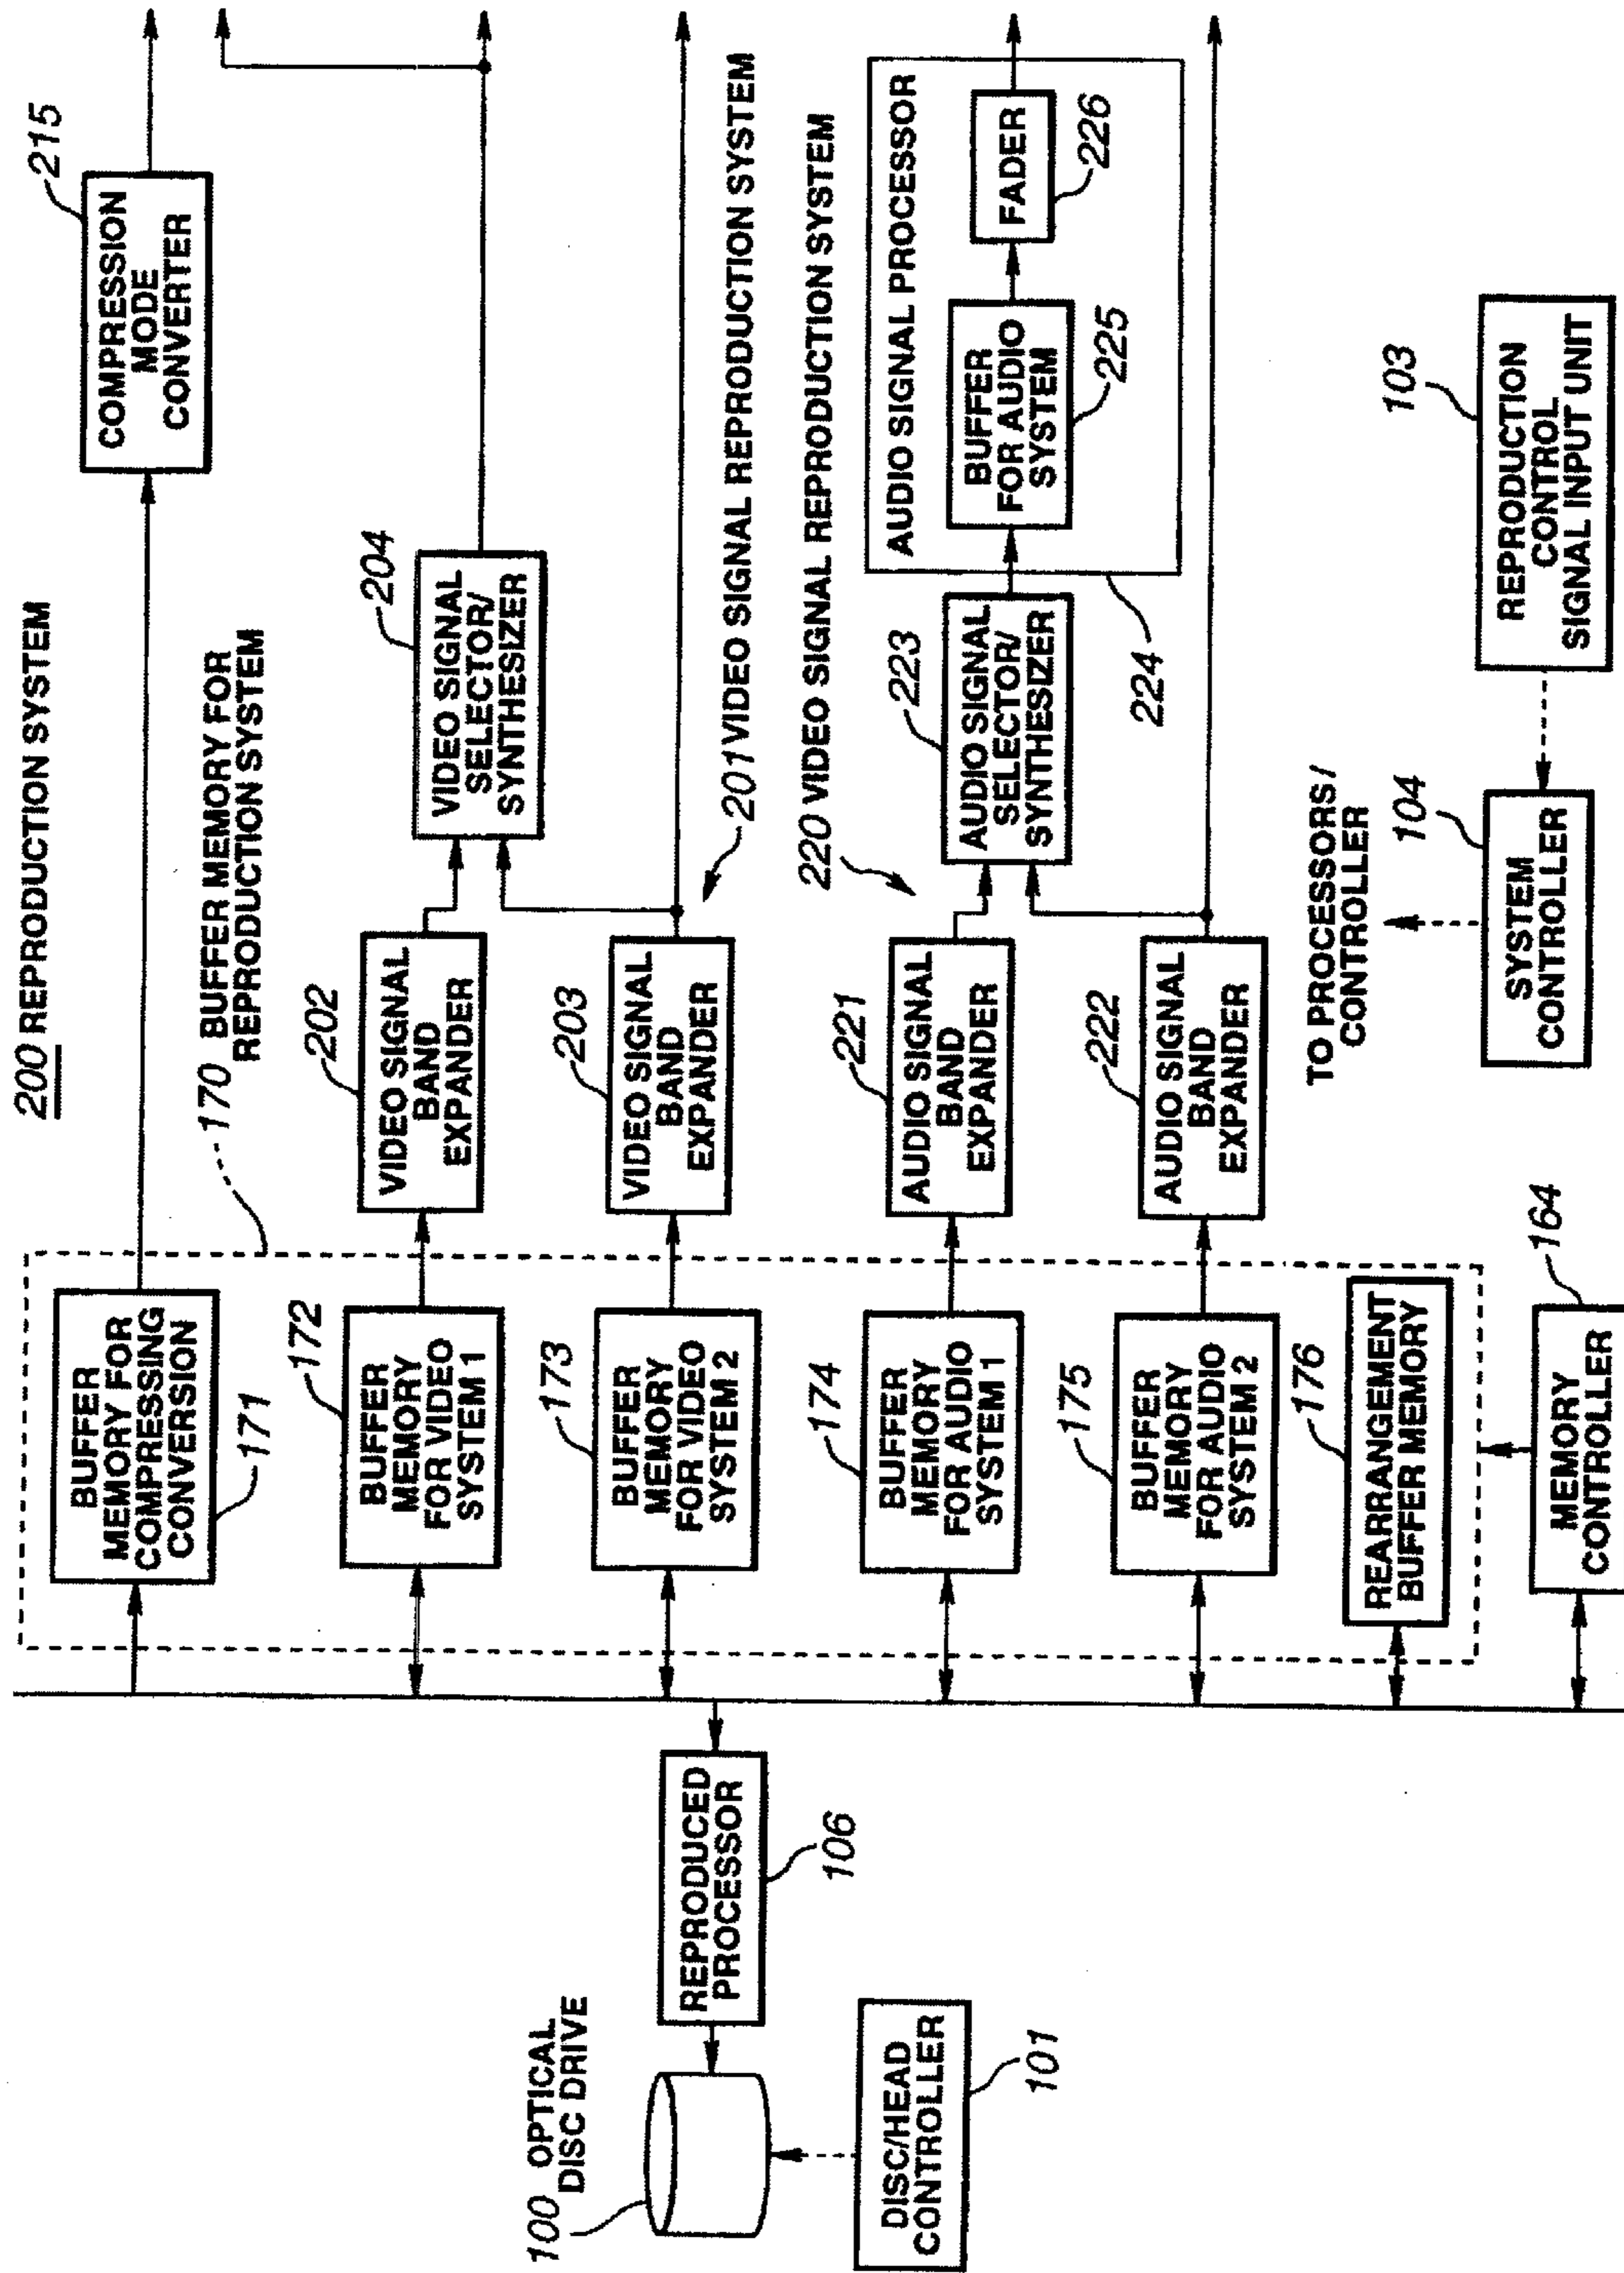 200 REPRODUCTION SYSTEM
170 BUFFER MEMORY FOR
REPRODUCTION SYSTEM
BUFFER
MEMORY FOR
COMPRESSING
CONVERSION
171
COMPRESSION
MODE
CONVERTER
215
BUFFER
MEMORY
FOR VIDEO
SYSTEM 1
172
VIDEO SIGNAL
BAND
EXPANDER
202
VIDEO SIGNAL
SELECTOR/
SYNTHESIZER
204
100 OPTICAL
DISC DRIVE
REPRODUCED
PROCESSOR
106
BUFFER
MEMORY
FOR VIDEO
SYSTEM 2
173
VIDEO SIGNAL
BAND
EXPANDER
203
201 VIDEO SIGNAL REPRODUCTION SYSTEM
220 VIDEO SIGNAL REPRODUCTION SYSTEM
DISC/HEAD
CONTROLLER
101
BUFFER
MEMORY
FOR AUDIO
SYSTEM 1
174
AUDIO SIGNAL
BAND
EXPANDER
221
AUDIO SIGNAL
SELECTOR/
SYNTHESIZER
223
AUDIO SIGNAL PROCESSOR
BUFFER
FOR AUDIO
SYSTEM
225
FADER
226
224
BUFFER
MEMORY
FOR AUDIO
SYSTEM 2
175
AUDIO SIGNAL
BAND
EXPANDER
222
REARRANGEMENT
BUFFER MEMORY
176
MEMORY
CONTROLLER
164
TO PROCESSORS/
CONTROLLER
SYSTEM
CONTROLLER
104
REPRODUCTION
CONTROL
SIGNAL INPUT UNIT
103